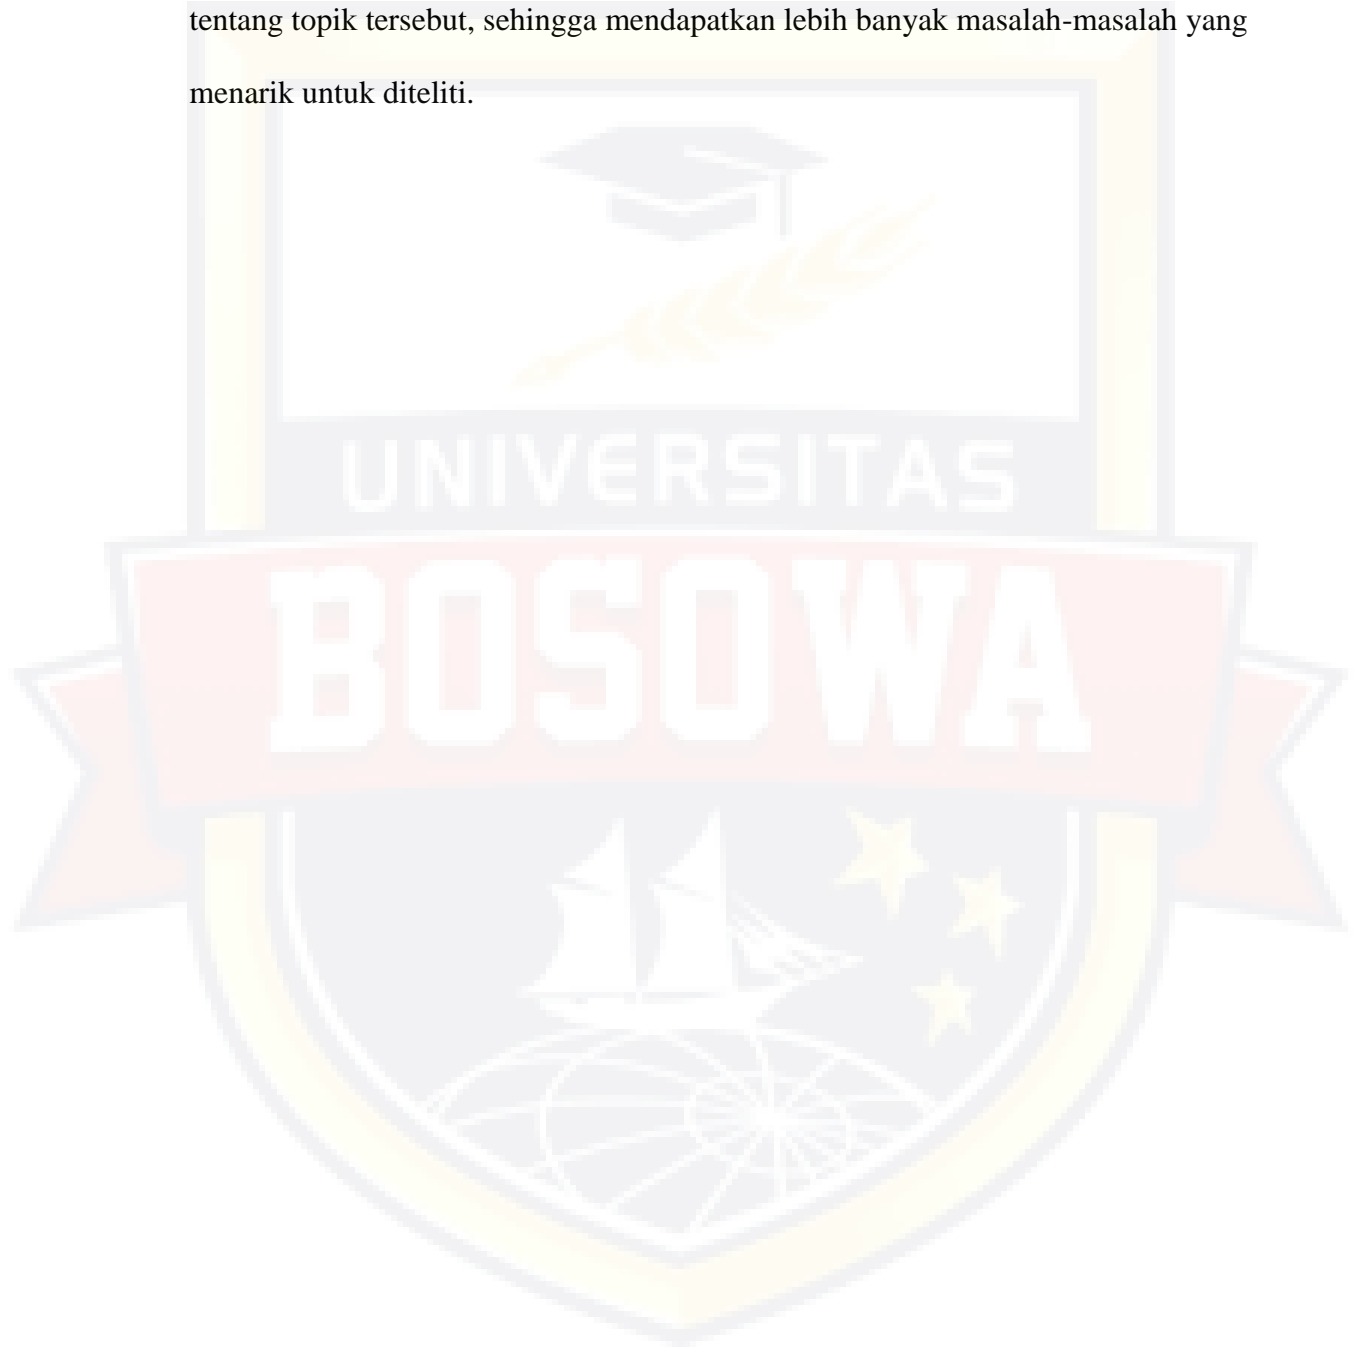 tentang topik tersebut, sehingga mendapatkan lebih banyak masalah-masalah yang
menarik untuk diteliti.
UNIVERSITAS
BOSOWA